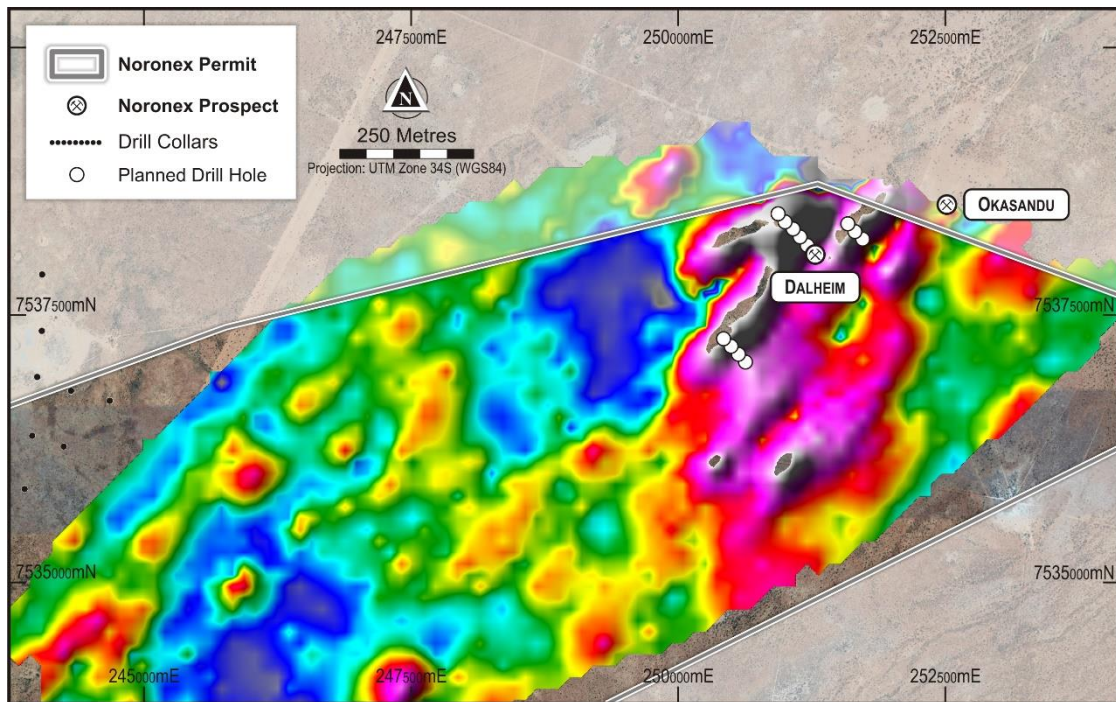 247500mE
250000mE
252500mE
Noronex Permit
Noronex Prospect
Drill Collars
Planned Drill Hole
N
250 Metres
Projection: UTM Zone 34S (WGS84)
OKASANDU
DALHEIM
7537500mN
7537500mN
7535000mN
7535000mN
245000mE
247500mE
250000mE
252500mE